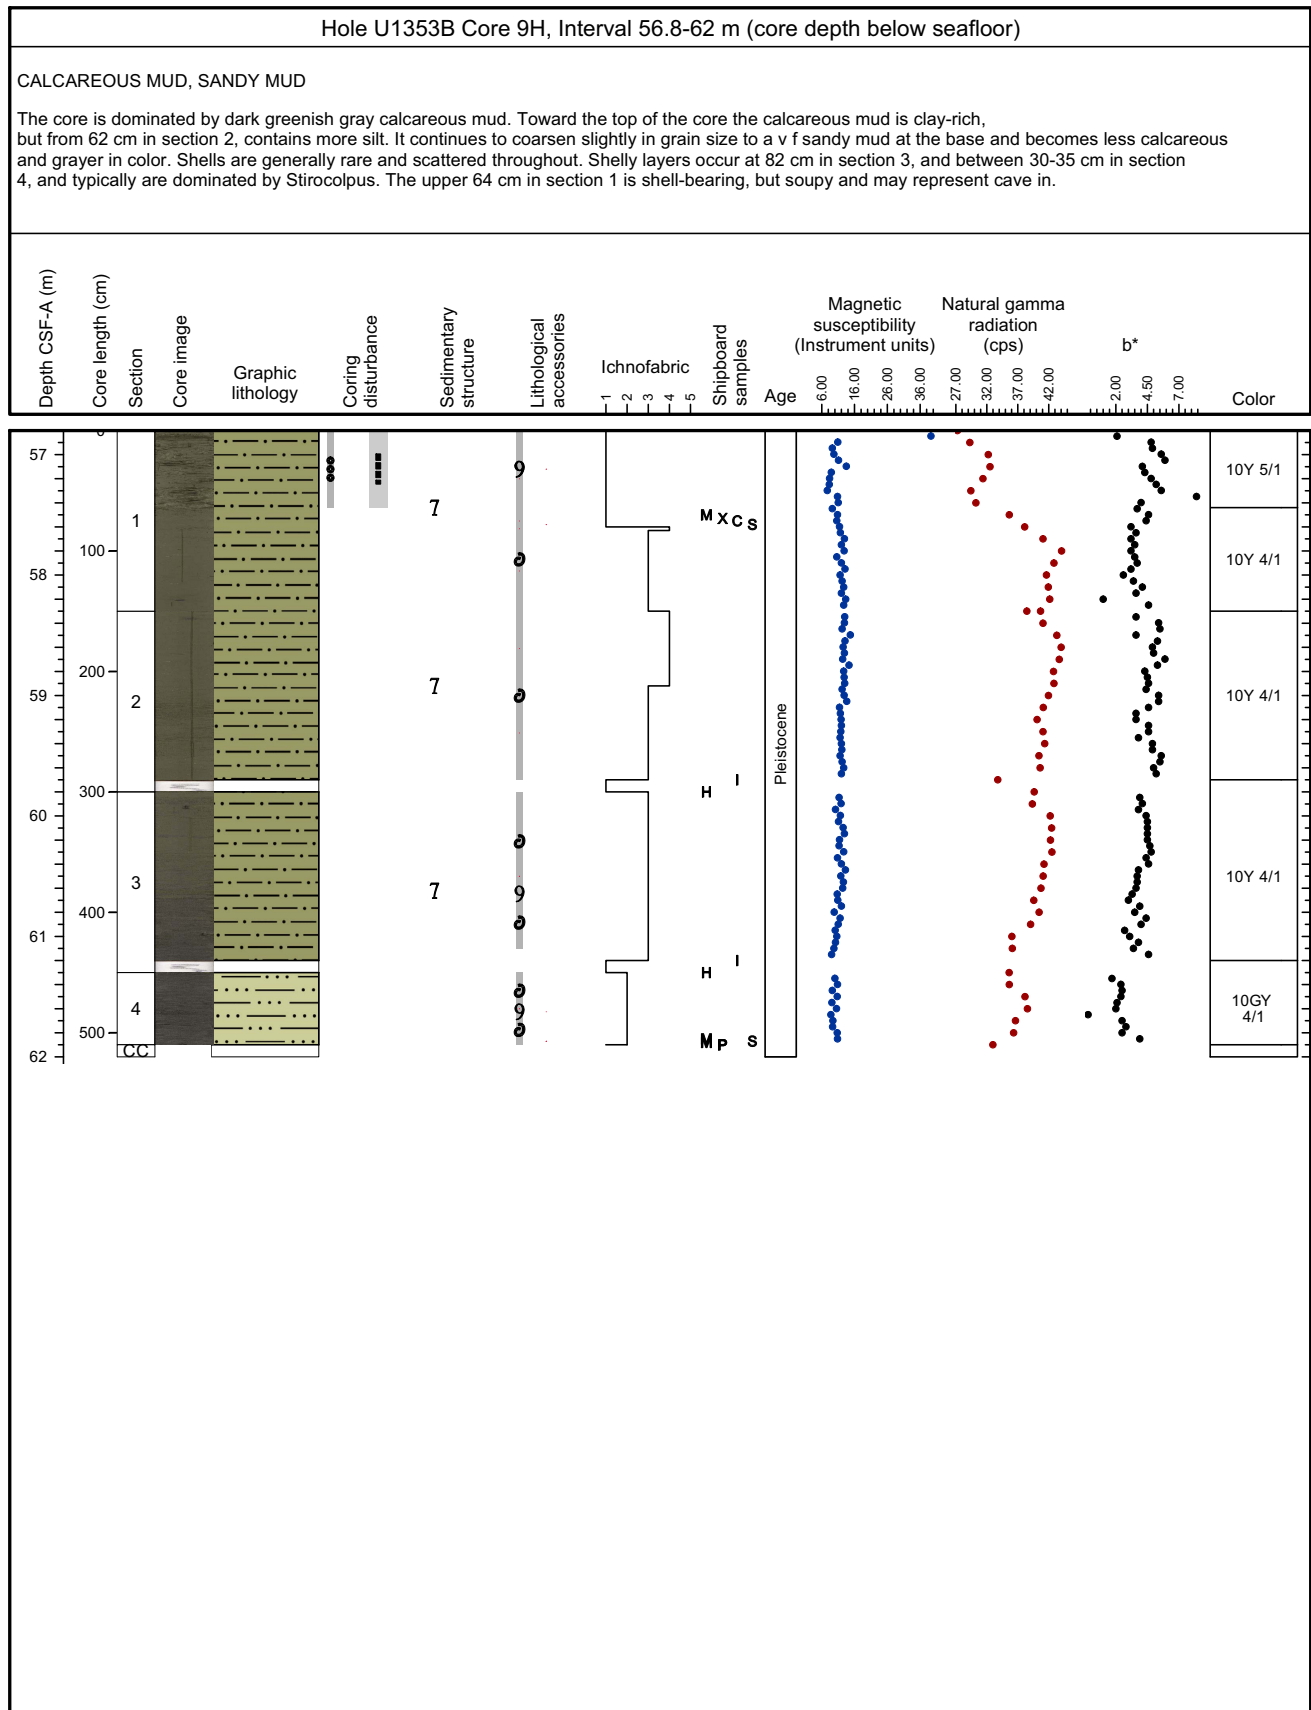 Hole U1353B Core 9H, Interval 56.8-62 m (core depth below seafloor)
CALCAREOUS MUD, SANDY MUD
The core is dominated by dark greenish gray calcareous mud. Toward the top of the core the calcareous mud is clay-rich,
but from 62 cm in section 2, contains more silt. It continues to coarsen slightly in grain size to a v f sandy mud at the base and becomes less calcareous
and grayer in color. Shells are generally rare and scattered throughout. Shelly layers occur at 82 cm in section 3, and between 30-35 cm in section
4, and typically are dominated by Stirocolpus. The upper 64 cm in section 1 is shell-bearing, but soupy and may represent cave in.
Depth CSF-A (m)
Core length (cm)
Section
Core image
Graphic
lithology
Coring
disturbance
Sedimentary
structure
Lithological
accessories
Ichnofabric
1 2 3 4 5
Shipboard
samples
Age
Magnetic
susceptibility
(Instrument units)
6.00 16.00 26.00 36.00
Natural gamma
radiation
(cps)
27.00 32.00 37.00 42.00
b*
2.00 4.50 7.00
Color
57
58
59
60
61
62
0
100
200
300
400
500
1
2
3
4
CC
M X C S
I
H
I
H
M P S
Pleistocene
10Y 5/1
10Y 4/1
10Y 4/1
10Y 4/1
10GY
4/1